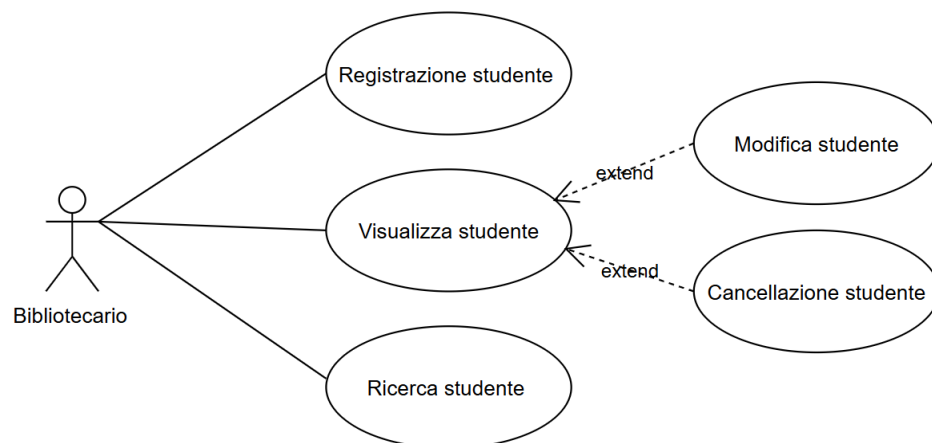 Registrazione studente
Modifica studente
extend
Visualizza studente
extend
Cancellazione studente
Bibliotecario
Ricerca studente